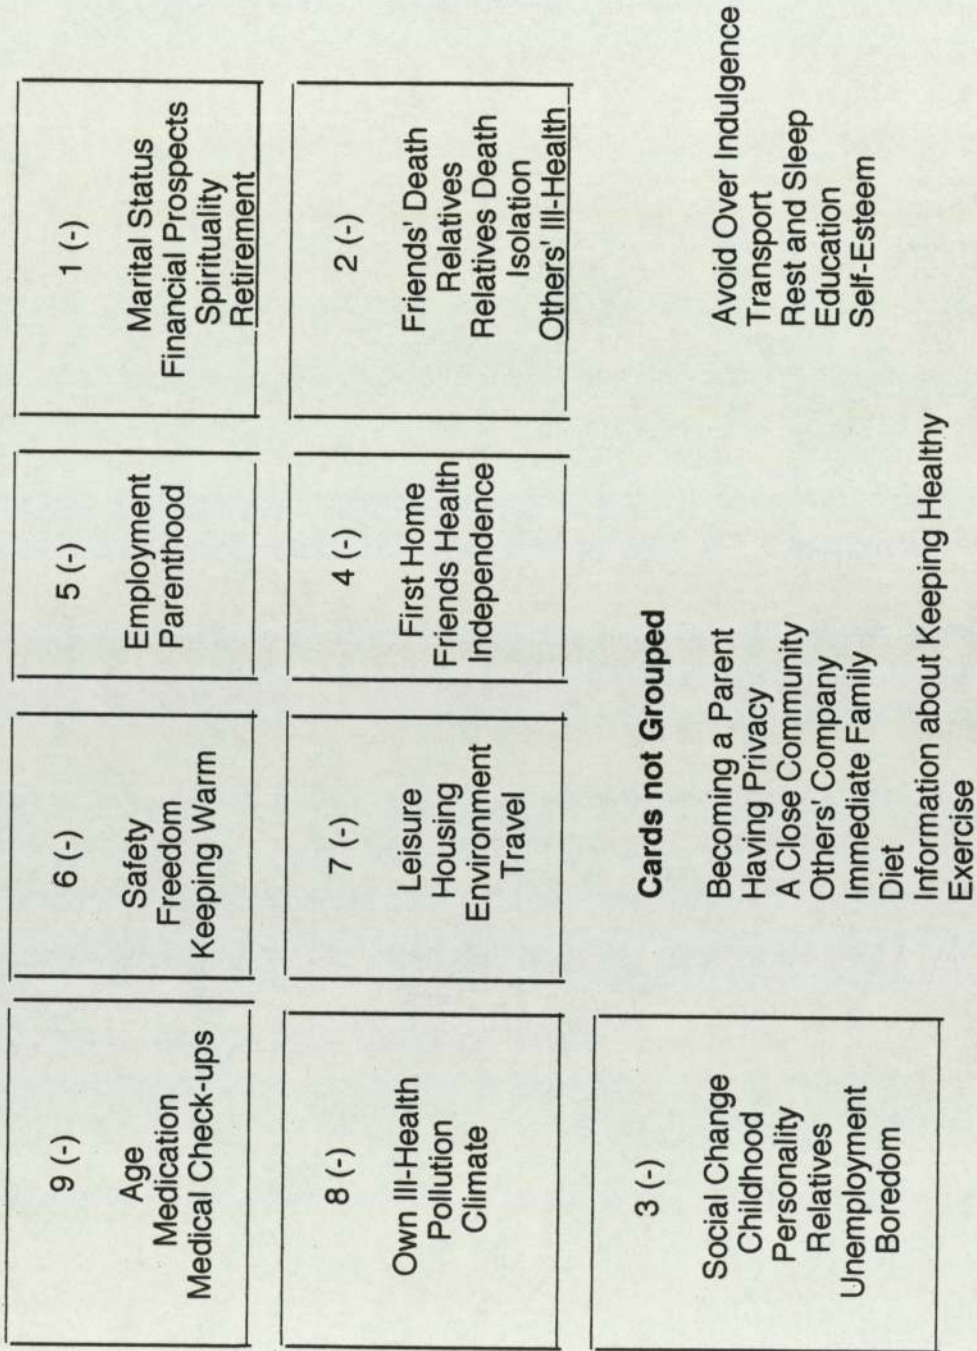 9 (-)
Age
Medication
Medical Check-ups
6 (-)
Safety
Freedom
Keeping Warm
5 (-)
Employment
Parenthood
1 (-)
Marital Status
Financial Prospects
Spirituality
Retirement
8 (-)
Own Ill-Health
Pollution
Climate
7 (-)
Leisure
Housing
Environment
Travel
4 (-)
First Home
Friends Health
Independence
2 (-)
Friends' Death
Relatives
Relatives Death
Isolation
Others' Ill-Health
3 (-)
Social Change
Childhood
Personality
Relatives
Unemployment
Boredom
Cards not Grouped
Becoming a Parent
Having Privacy
A Close Community
Others' Company
Immediate Family
Diet
Information about Keeping Healthy
Exercise
Avoid Over Indulgence
Transport
Rest and Sleep
Education
Self-Esteem